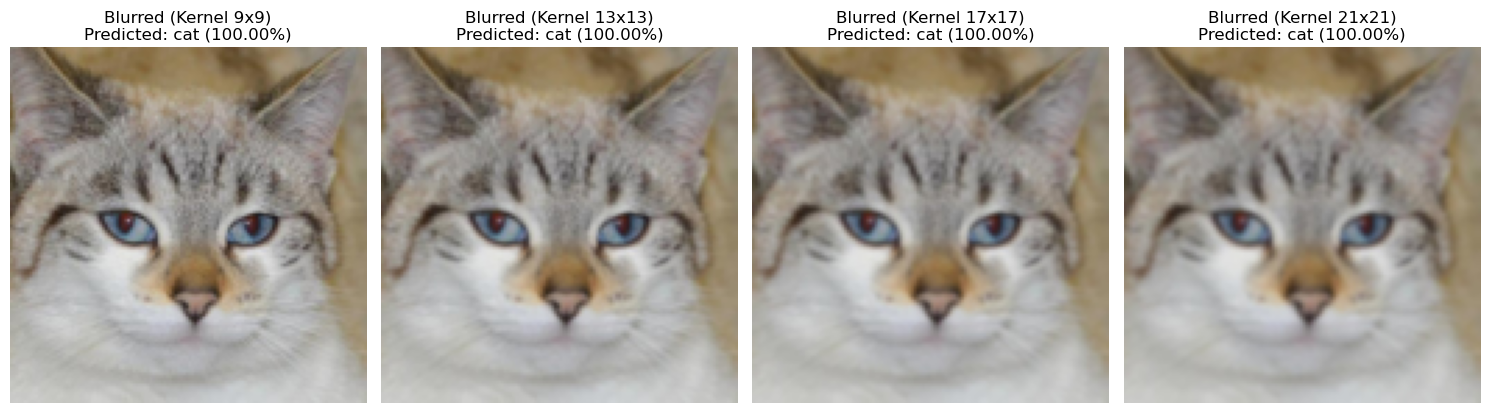 Blurred (Kernel 9x9)
Predicted: cat (100.00%)
Blurred (Kernel 13x13)
Predicted: cat (100.00%)
Blurred (Kernel 17x17)
Predicted: cat (100.00%)
Blurred (Kernel 21x21)
Predicted: cat (100.00%)